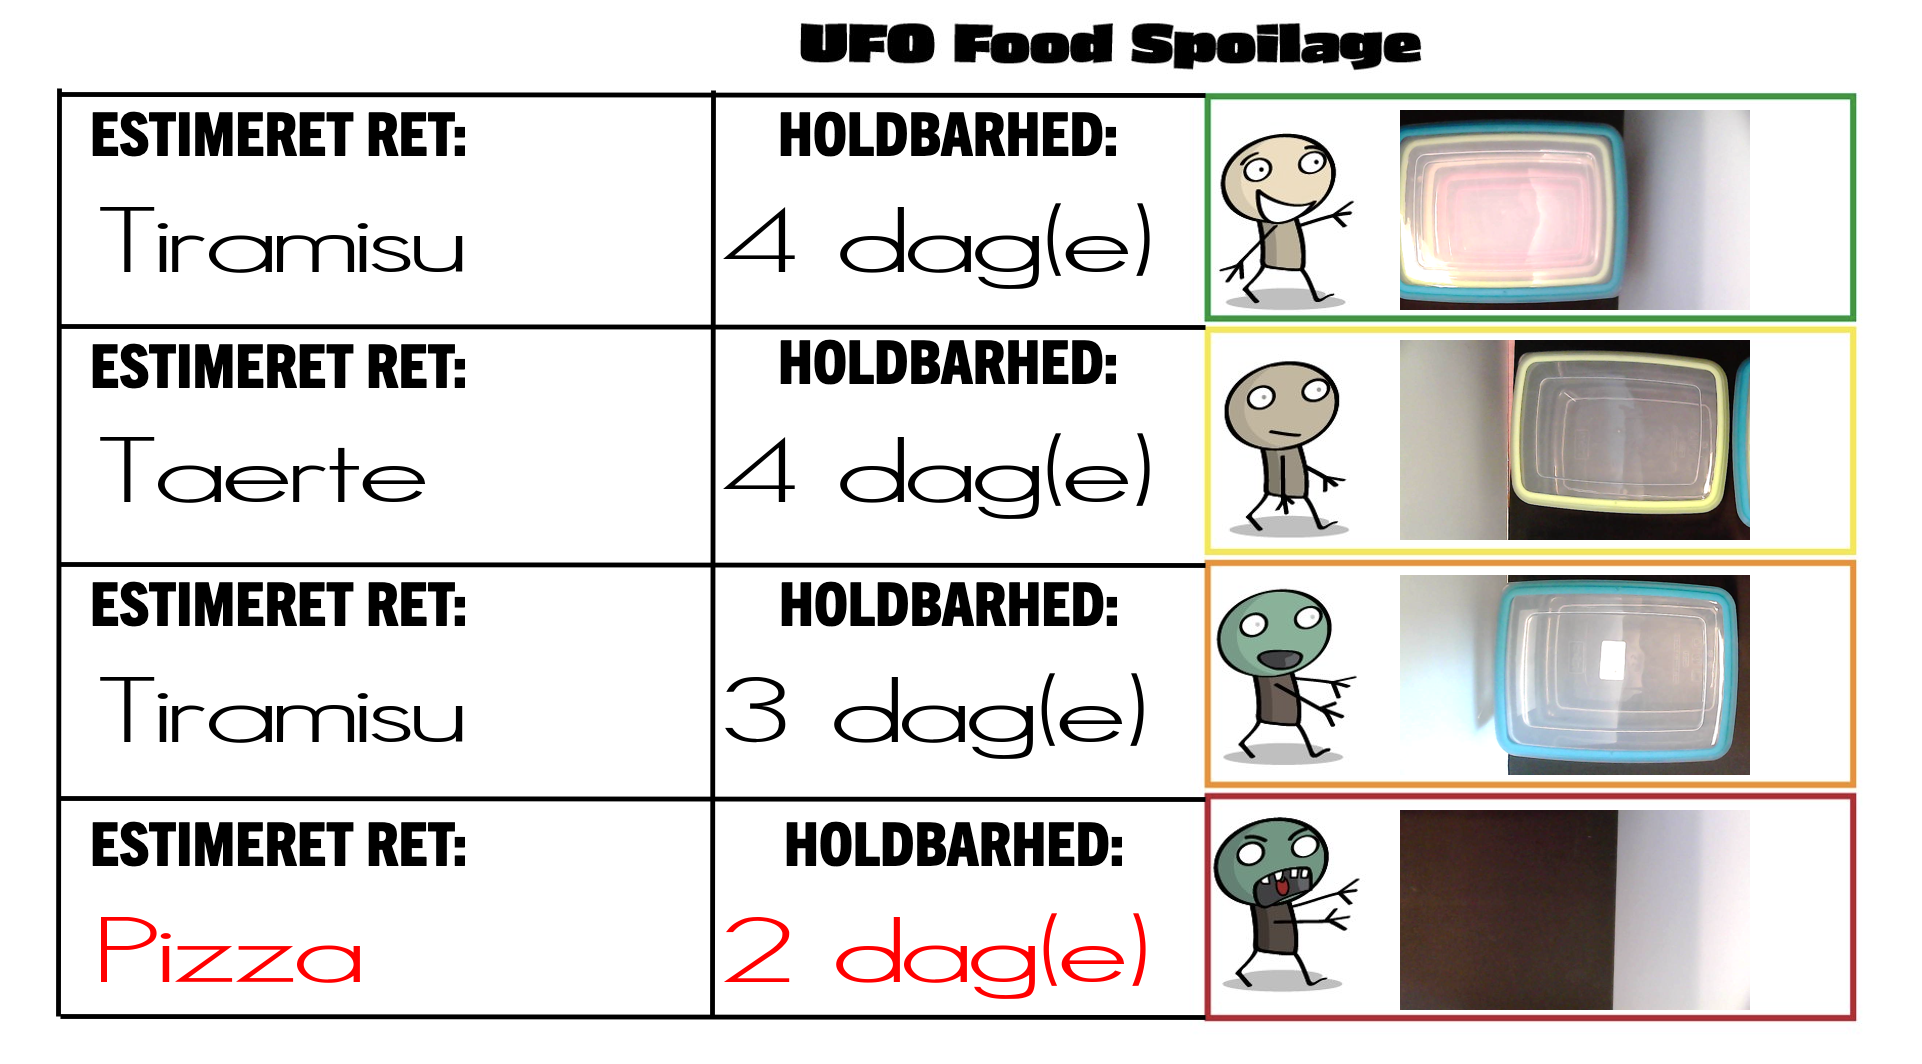 UFO Food Spoilage
ESTIMERET RET: HOLDBARHED:
Tiramisu 4 dag(e)
ESTIMERET RET: HOLDBARHED:
Taerte 4 dag(e)
ESTIMERET RET: HOLDBARHED:
Tiramisu 3 dag(e)
ESTIMERET RET: HOLDBARHED:
Pizza 2 dag(e)